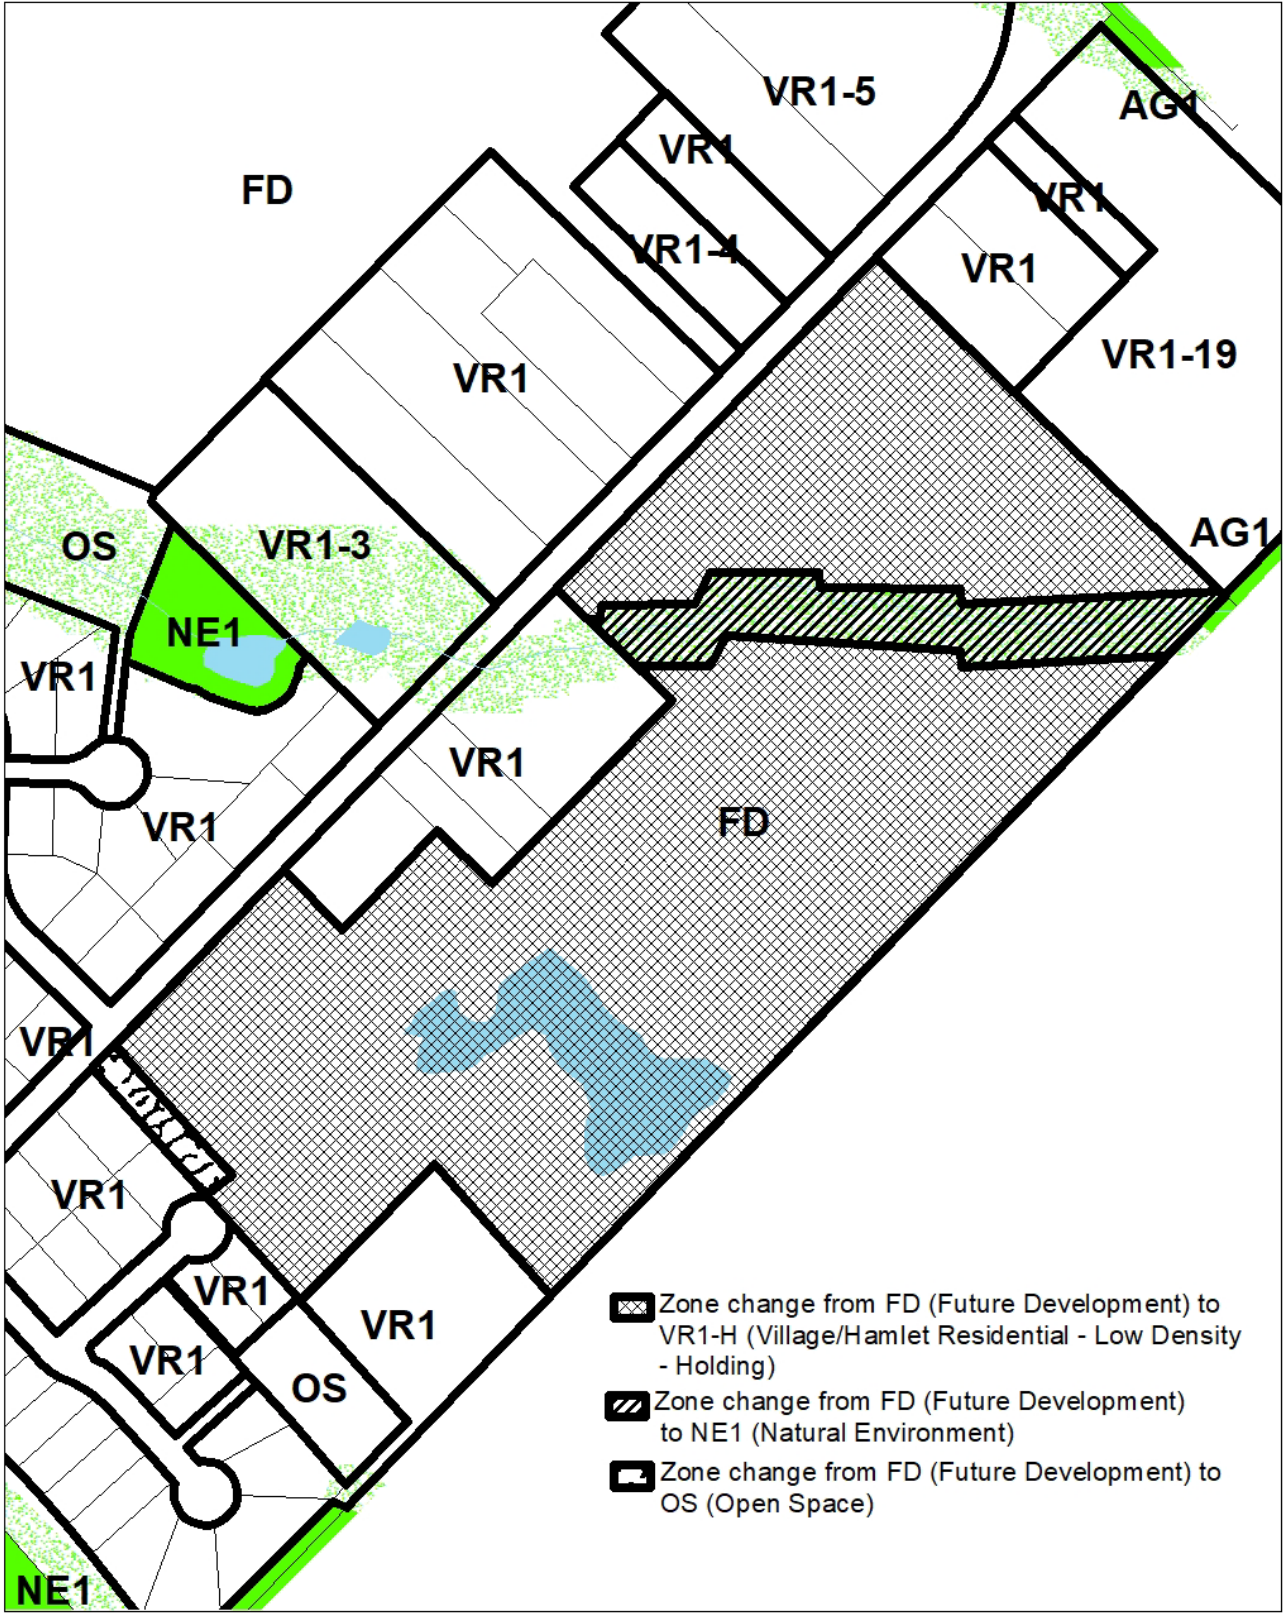 VR1-5
AG1
VR1
FD
VR1
VR1-4
VR1
VR1-19
VR1
AG1
OS
VR1-3
NE1
VR1
VR1
FD
VR1
VR1
VR1
VR1
VR1
VR1
OS
NE1
Zone change from FD (Future Development) to
VR1-H (Village/Hamlet Residential - Low Density
- Holding)
Zone change from FD (Future Development)
to NE1 (Natural Environment)
Zone change from FD (Future Development) to
OS (Open Space)